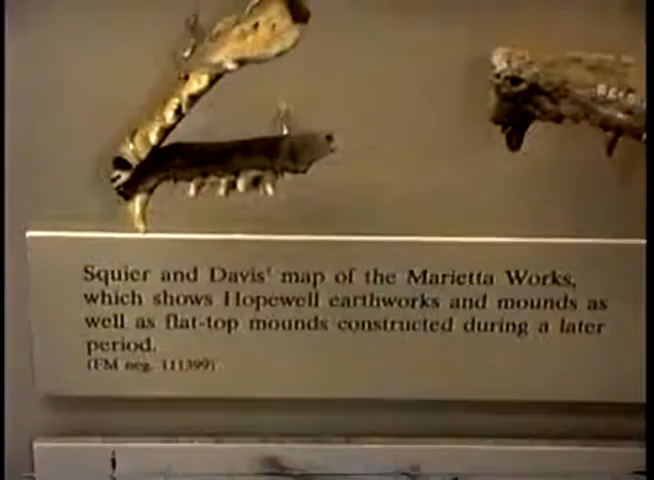 Squier and Davis' map of the Marietta Works,
which shows Hopewell earthworks and mounds as
well as flat-top mounds constructed during a later
period.
(FM neg. 111399)